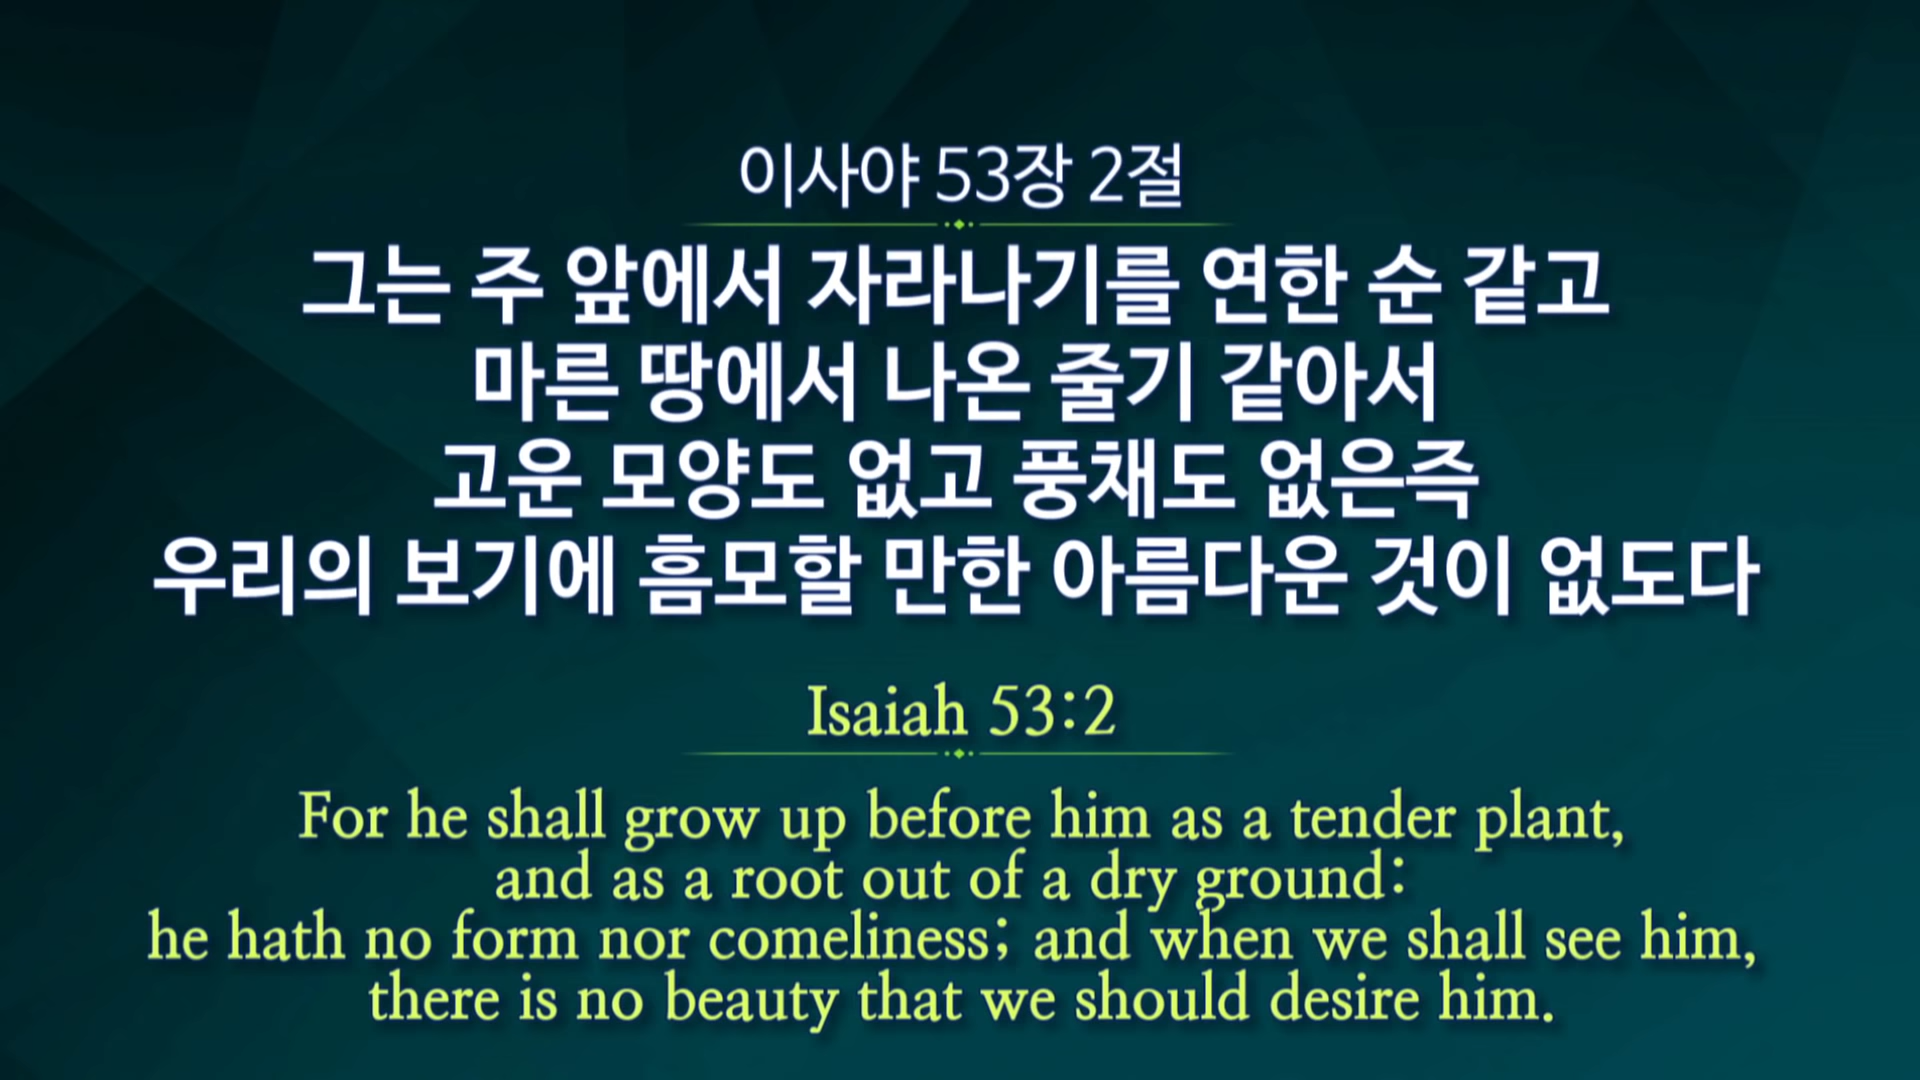 이사야 53장 2절
그는 주 앞에서 자라나기를 연한 순 같고
마른 땅에서 나온 줄기 같아서
고운 모양도 없고 풍채도 없은즉
우리의 보기에 흠모할 만한 아름다운 것이 없도다
Isaiah 53:2
For he shall grow up before him as a tender plant,
and as a root out of a dry ground:
he hath no form nor comeliness; and when we shall see him,
there is no beauty that we should desire him.